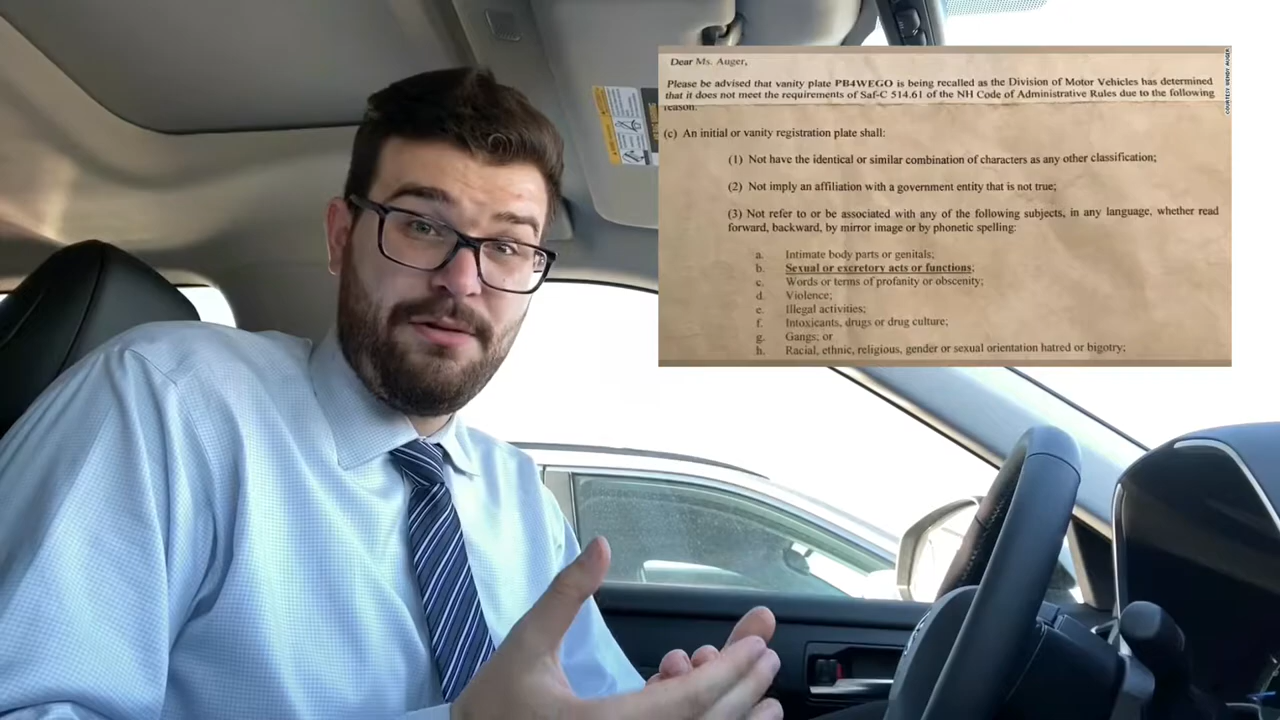 Dear Ms. Auger,
Please be advised that vanity plate PB4WEGO is being recalled as the Division of Motor Vehicles has determined
that it does not meet the requirements of Saf-C 514.61 of the NH Code of Administrative Rules due to the following
reason.
(c) An initial or vanity registration plate shall:
(1) Not have the identical or similar combination of characters as any other classification;
(2) Not imply an affiliation with a government entity that is not true;
(3) Not refer to or be associated with any of the following subjects, in any language, whether read
forward, backward, by mirror image or by phonetic spelling:
a. Intimate body parts or genitals;
b. Sexual or excretory acts or functions;
c. Words or terms of profanity or obscenity;
d. Violence;
e. Illegal activities;
f. Intoxicants, drugs or drug culture;
g. Gangs; or
h. Racial, ethnic, religious, gender or sexual orientation hatred or bigotry;
COURTESY WENDY AUGER